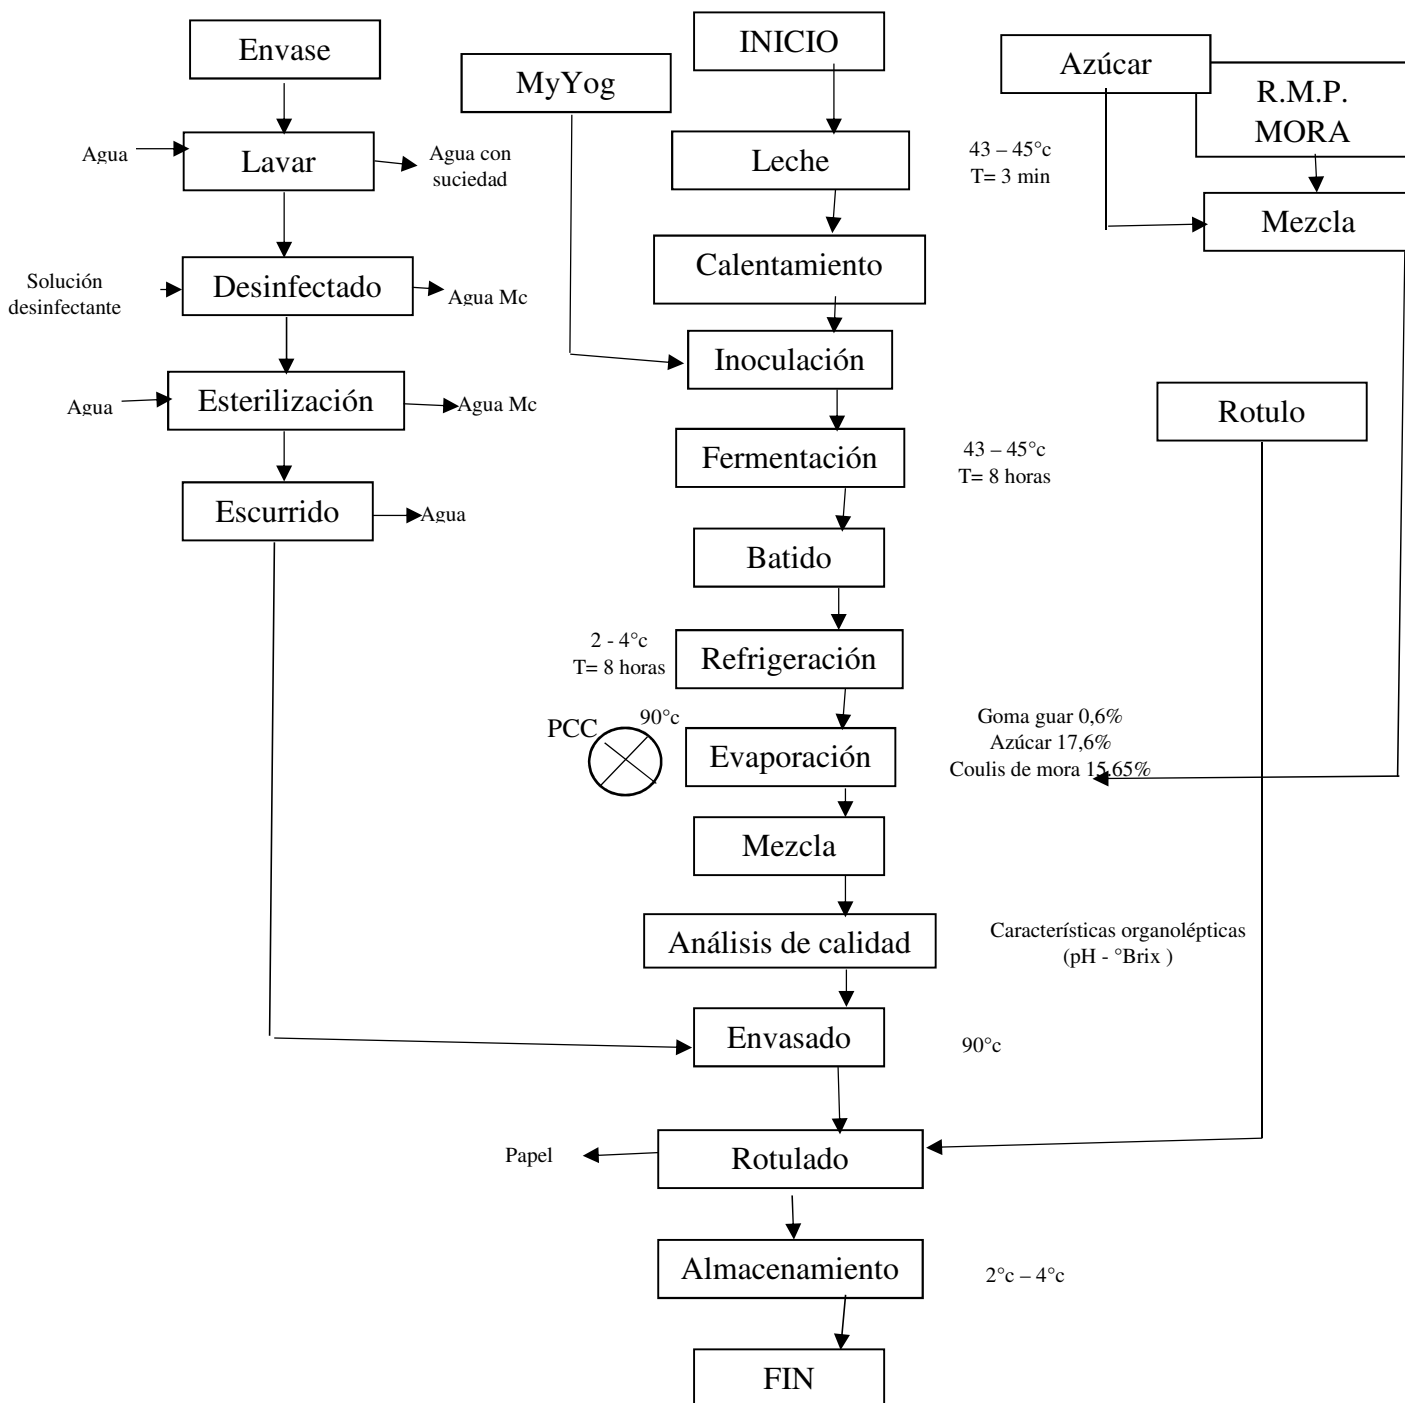 Envase
INICIO
Azúcar
MyYog
R.M.P.
MORA
Agua
Lavar
Agua con
suciedad
Leche
43 – 45°c
T= 3 min
Mezcla
Calentamiento
Solución
desinfectante
Desinfectado
Agua Mc
Inoculación
Agua
Esterilización
Agua Mc
Rotulo
Fermentación
43 – 45°c
T= 8 horas
Escurrido
Agua
Batido
2 - 4°c
T= 8 horas
Refrigeración
PCC
90°c
Evaporación
Goma guar 0,6%
Azúcar 17,6%
Coulis de mora 15,65%
Mezcla
Análisis de calidad
Características organolépticas
(pH - °Brix )
Envasado
90°c
Papel
Rotulado
Almacenamiento
2°c – 4°c
FIN